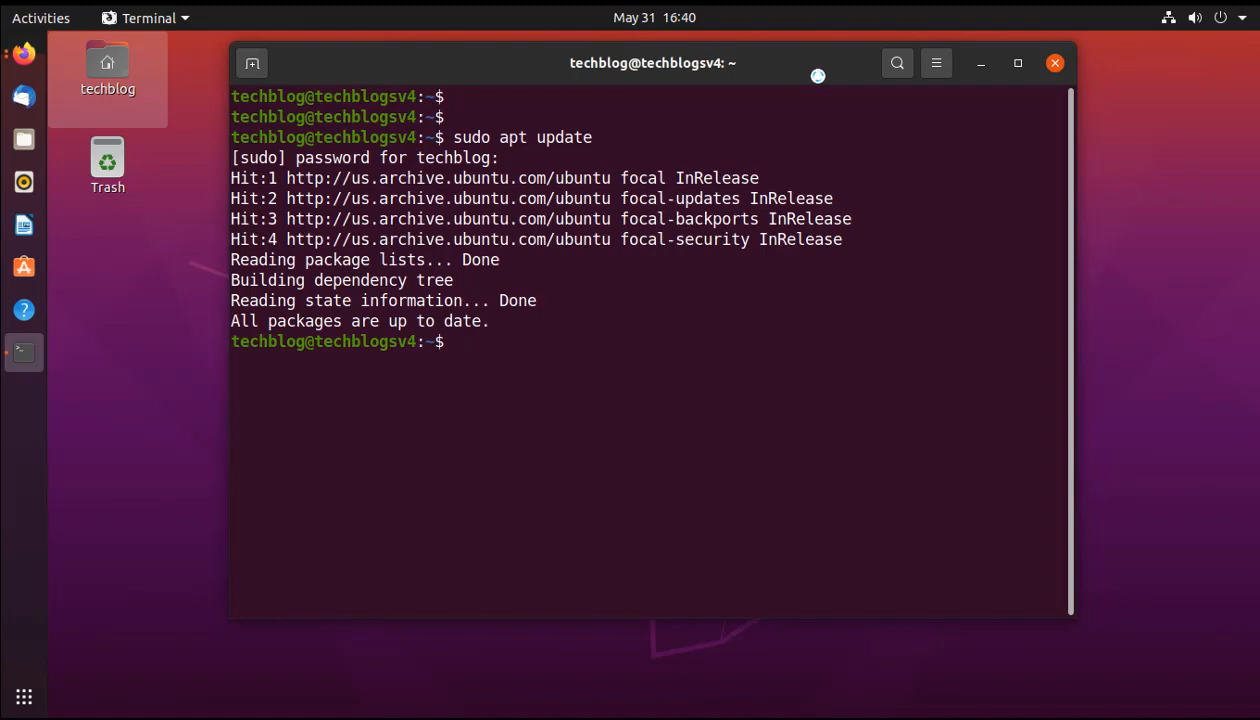 Activities
Terminal
May 31 16:40
techblog
Trash
techblog@techblogsv4: ~
techblog@techblogsv4:~$
techblog@techblogsv4:~$
techblog@techblogsv4:~$ sudo apt update
[sudo] password for techblog:
Hit:1 http://us.archive.ubuntu.com/ubuntu focal InRelease
Hit:2 http://us.archive.ubuntu.com/ubuntu focal-updates InRelease
Hit:3 http://us.archive.ubuntu.com/ubuntu focal-backports InRelease
Hit:4 http://us.archive.ubuntu.com/ubuntu focal-security InRelease
Reading package lists... Done
Building dependency tree
Reading state information... Done
All packages are up to date.
techblog@techblogsv4:~$